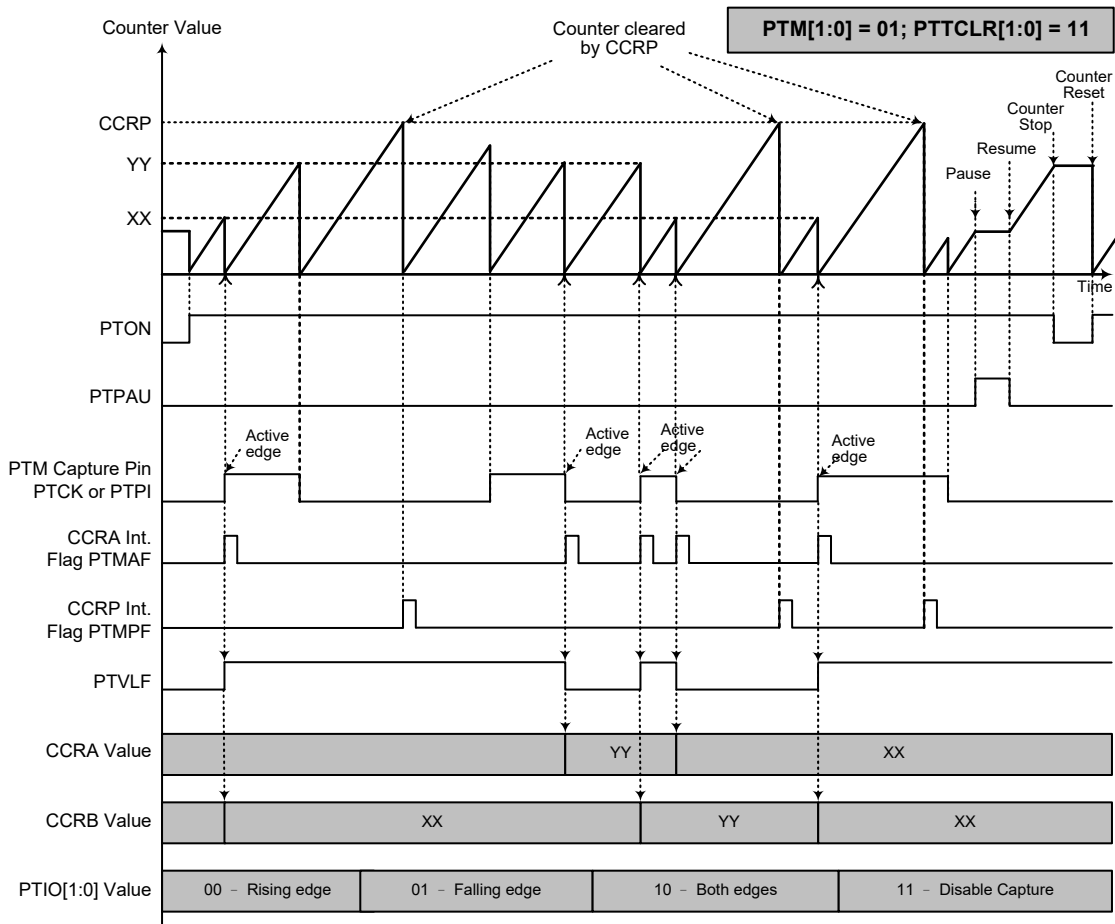 Counter Value
Counter cleared
by CCRP
PTM[1:0] = 01; PTTCLR[1:0] = 11
Counter
Reset
Counter
Stop
CCRP
YY
Resume
Pause
XX
Time
PTON
PTPAU
Active
edge
Active
edge
Active
edge
Active
edge
PTM Capture Pin
PTCK or PTPI
CCRA Int.
Flag PTMAF
CCRP Int.
Flag PTMPF
PTVLF
CCRA Value
YY
XX
CCRB Value
XX
YY
XX
PTIO[1:0] Value
00 – Rising edge
01 – Falling edge
10 – Both edges
11 – Disable Capture